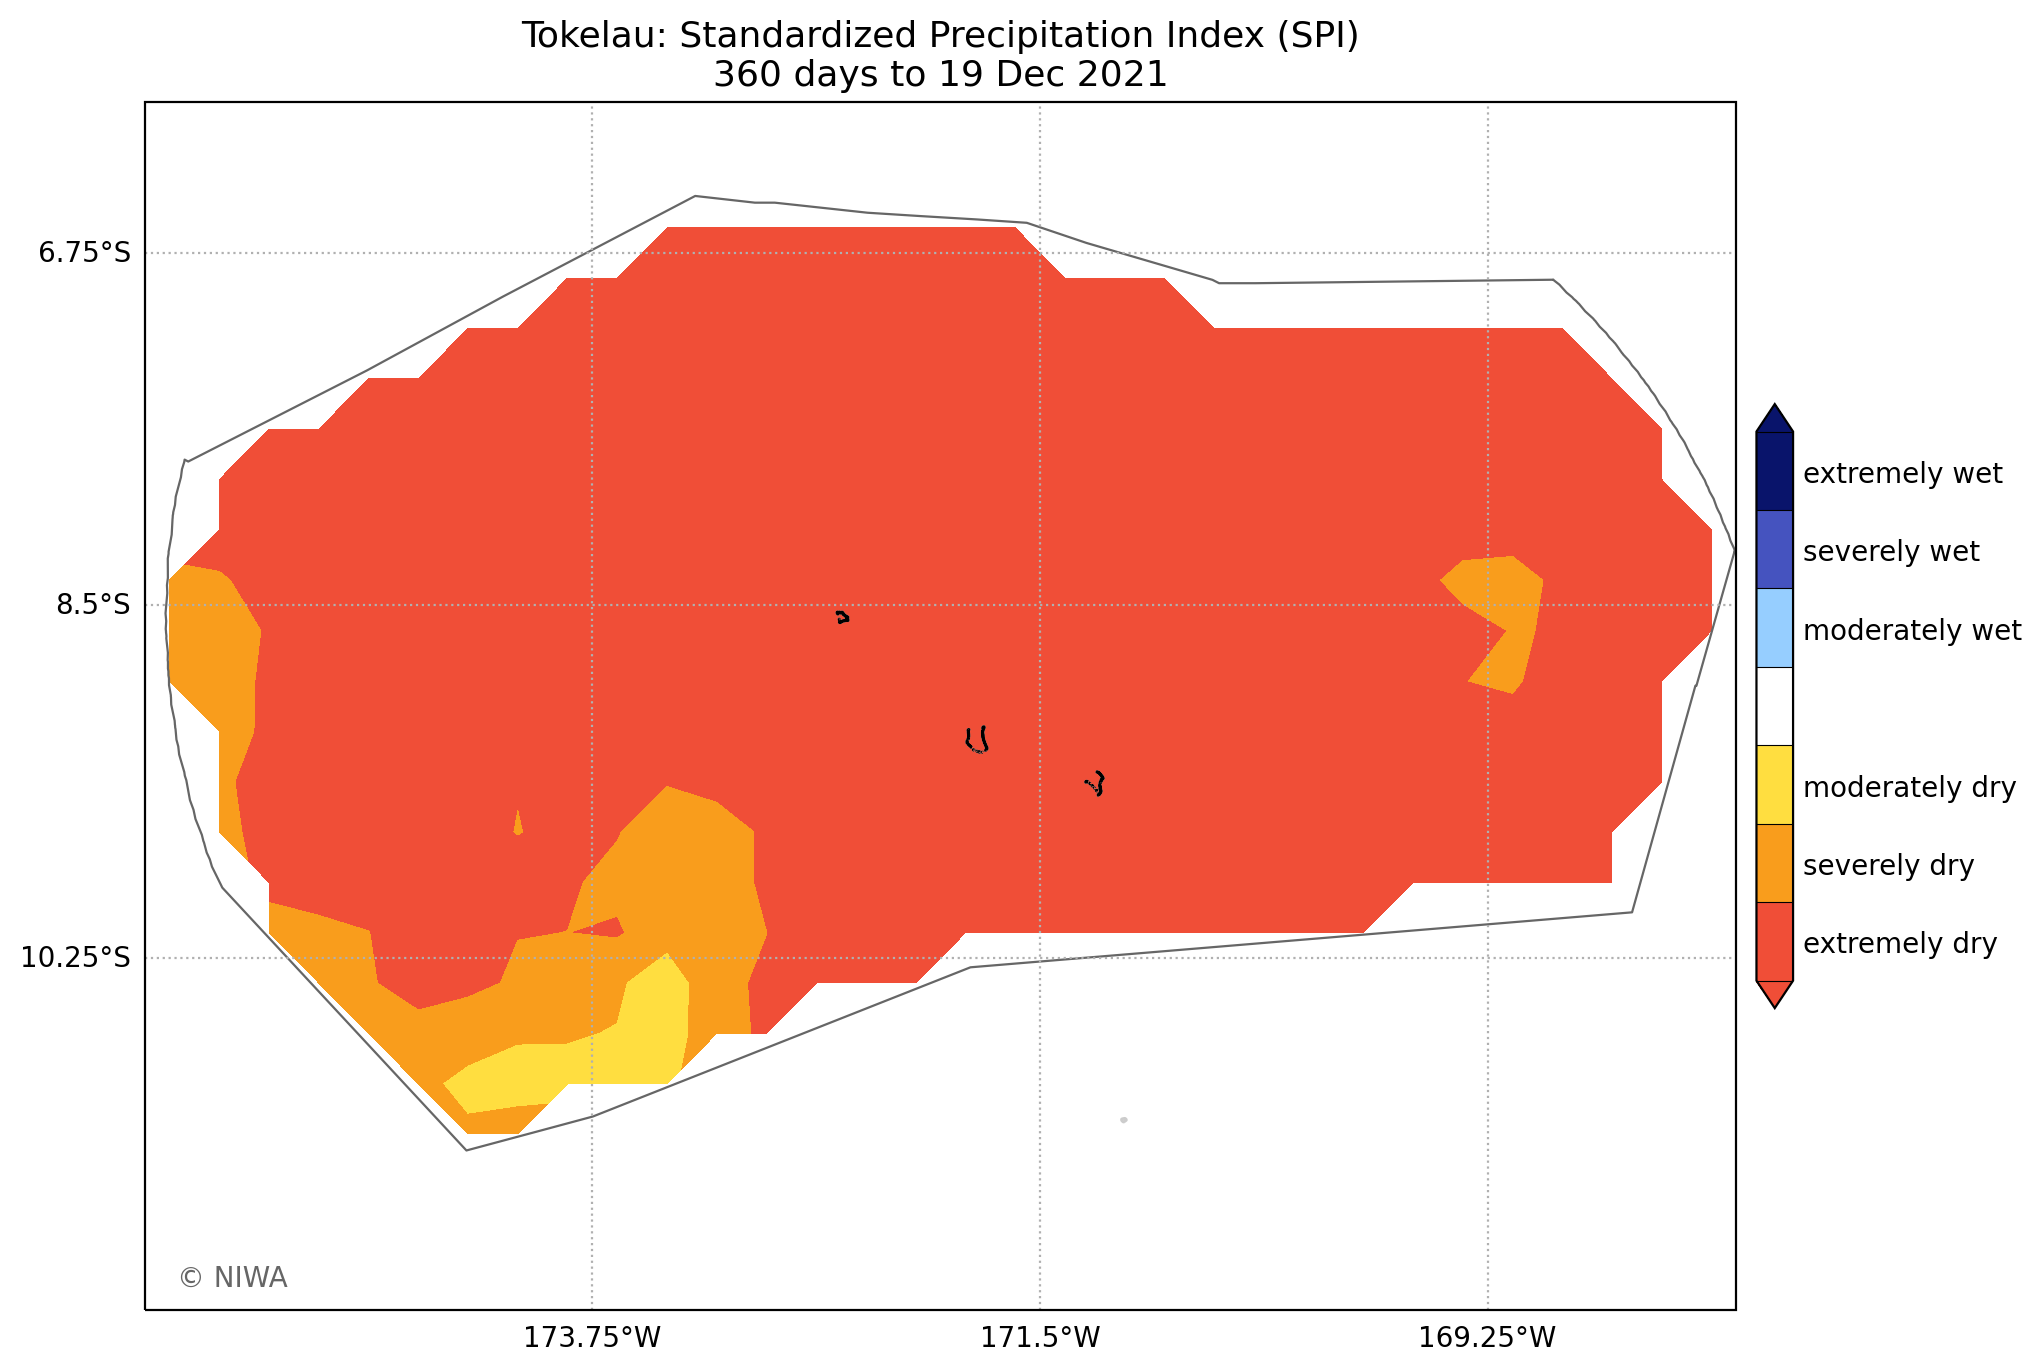 Tokelau: Standardized Precipitation Index (SPI)
360 days to 19 Dec 2021
6.75°S
8.5°S
10.25°S
173.75°W
171.5°W
169.25°W
extremely wet
severely wet
moderately wet
moderately dry
severely dry
extremely dry
© NIWA